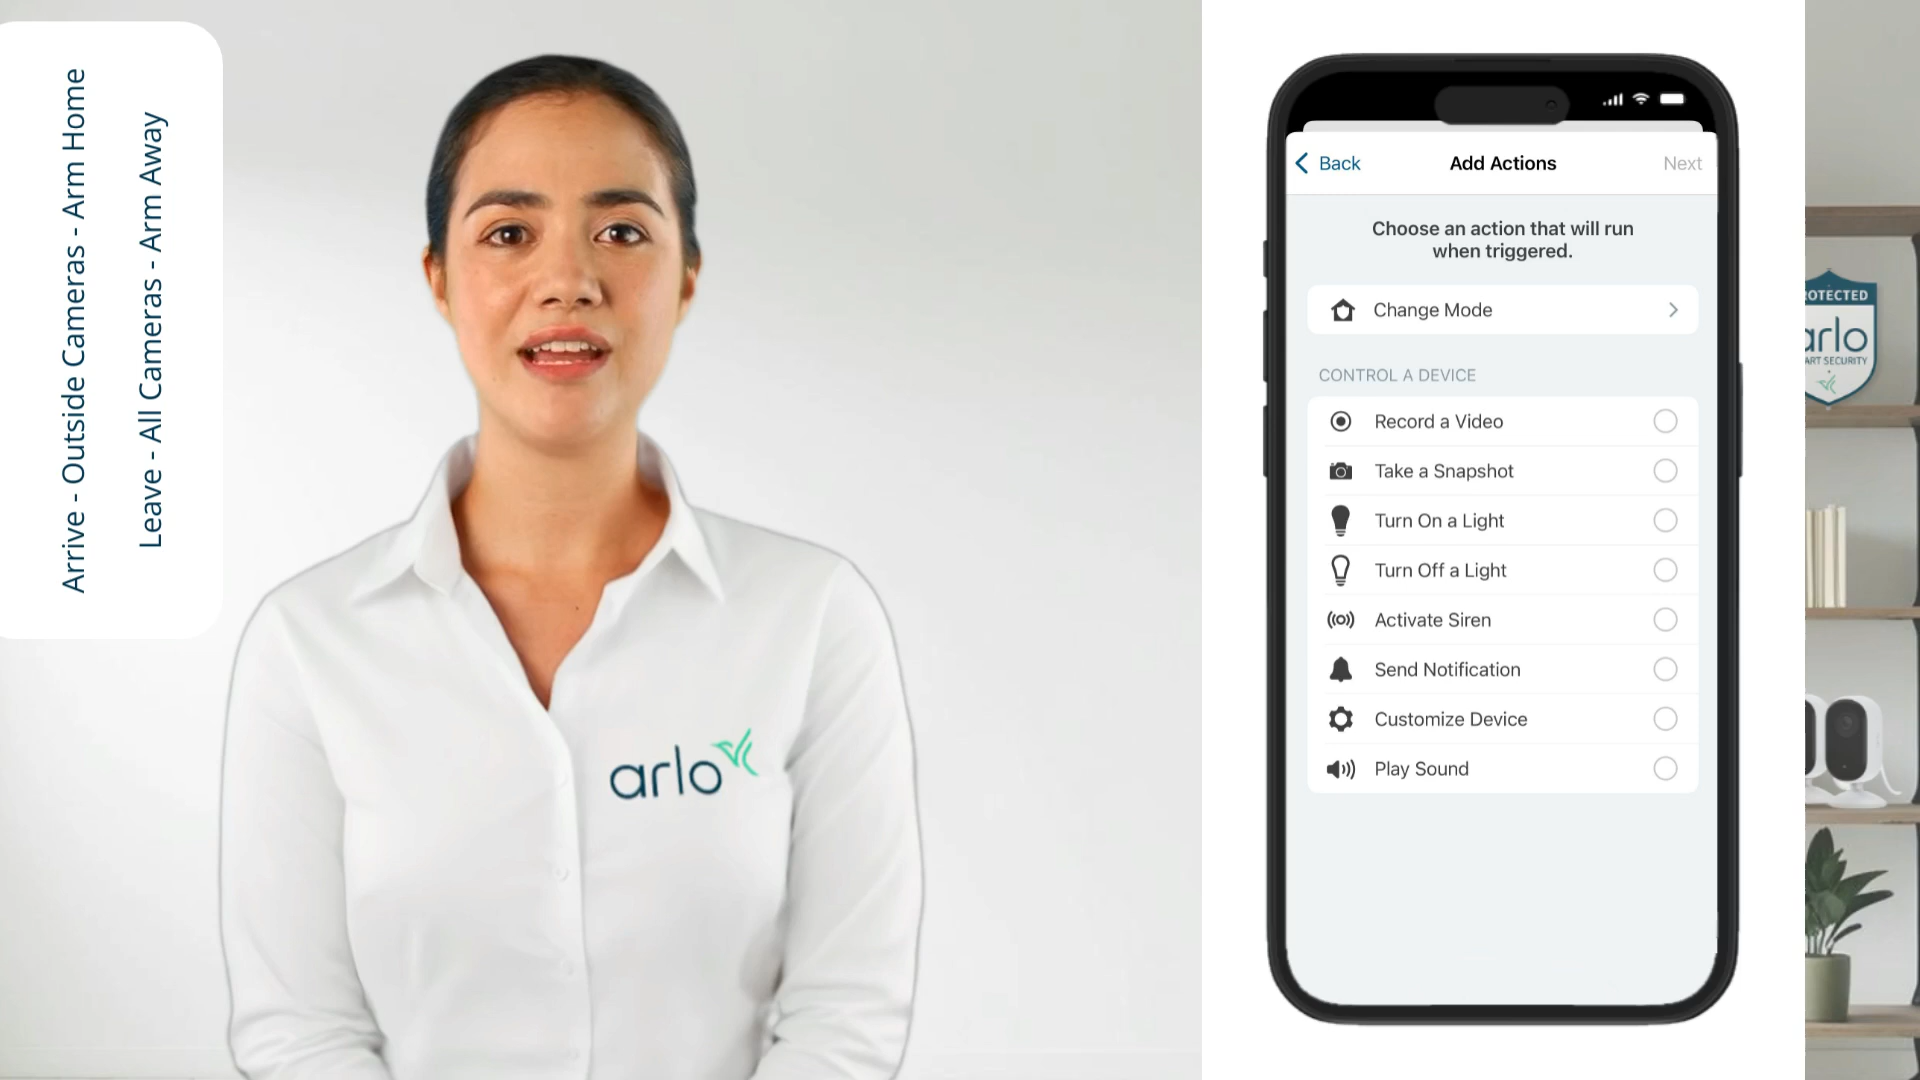 Arrive - Outside Cameras - Arm Home
Leave - All Cameras - Arm Away
arlo
Back
Add Actions
Next
Choose an action that will run
when triggered.
Change Mode
CONTROL A DEVICE
Record a Video
Take a Snapshot
Turn On a Light
Turn Off a Light
Activate Siren
Send Notification
Customize Device
Play Sound
OTECTED
arlo
ART SECURITY